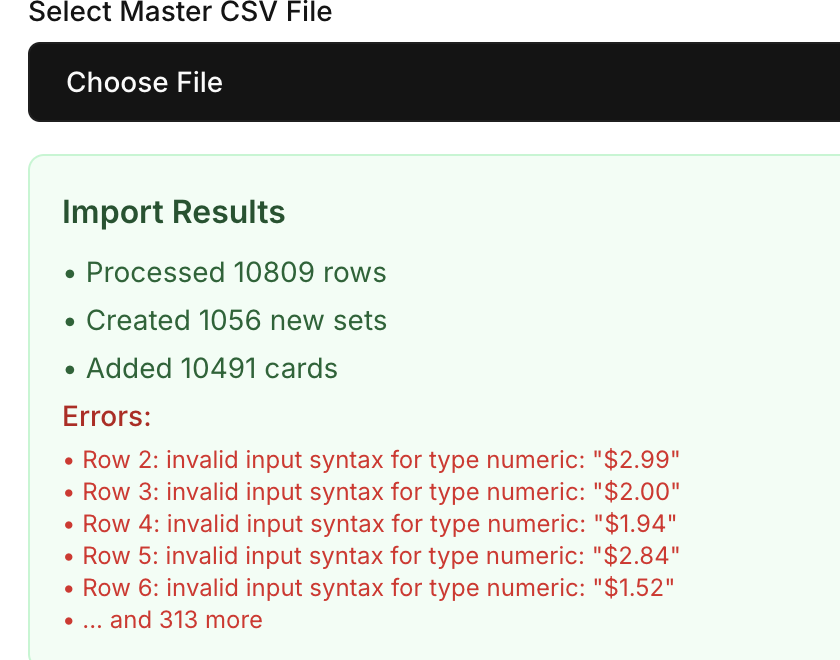 Select Master CSV File
Choose File
Import Results
• Processed 10809 rows
• Created 1056 new sets
• Added 10491 cards
Errors:
• Row 2: invalid input syntax for type numeric: "$2.99"
• Row 3: invalid input syntax for type numeric: "$2.00"
• Row 4: invalid input syntax for type numeric: "$1.94"
• Row 5: invalid input syntax for type numeric: "$2.84"
• Row 6: invalid input syntax for type numeric: "$1.52"
• ... and 313 more